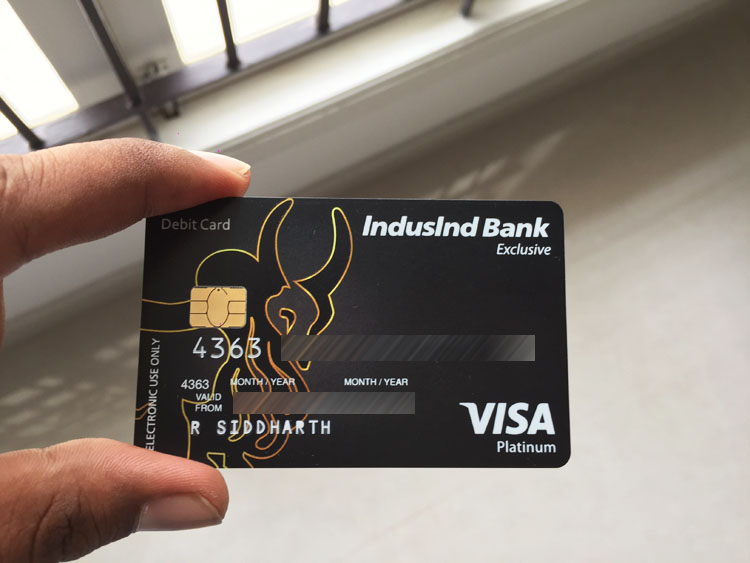 Debit Card
IndusInd Bank
Exclusive
4363
4363 MONTH / YEAR MONTH / YEAR
VALID
FROM
R SIDDHARTH
ELECTRONIC USE ONLY
VISA
Platinum